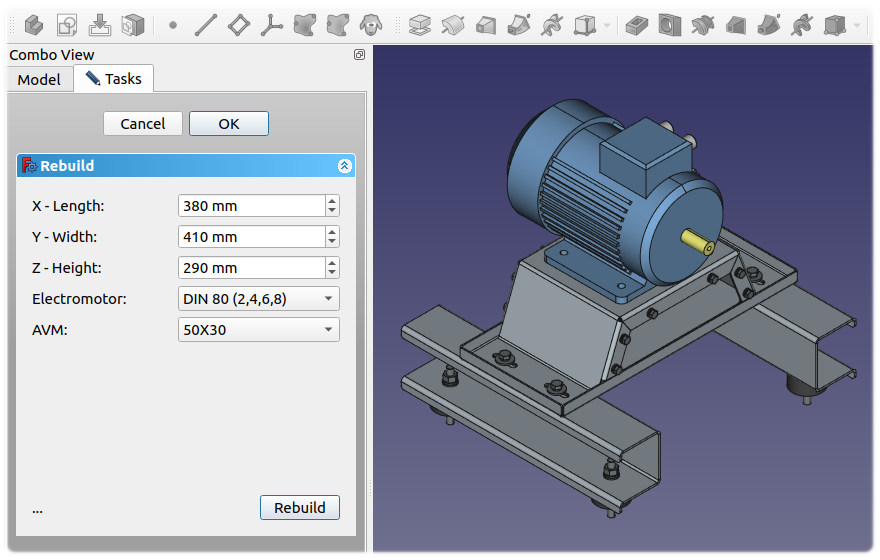 Combo View
Model
Tasks
Cancel
OK
Rebuild
X - Length:
380 mm
Y - Width:
410 mm
Z - Height:
290 mm
Electromotor:
DIN 80 (2,4,6,8)
AVM:
50X30
...
Rebuild